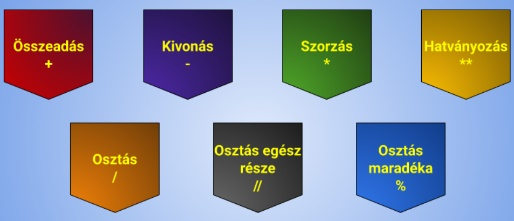 Összeadás
+
Kivonás
-
Szorzás
*
Hatványozás
**
Osztás
/
Osztás egész
része
//
Osztás
maradéka
%